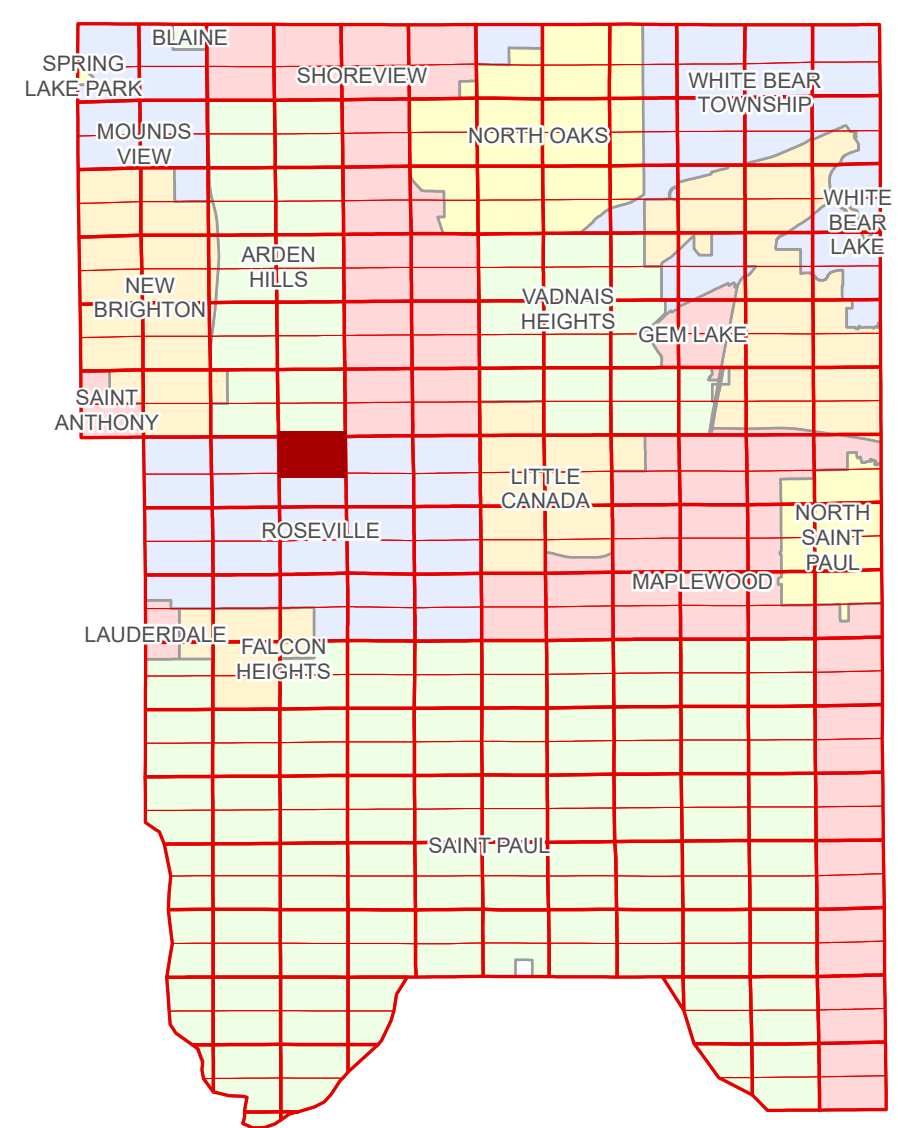 BLAINE
SPRING
LAKE PARK
SHOREVIEW
WHITE BEAR
TOWNSHIP
MOUNDS
VIEW
NORTH OAKS
WHITE
BEAR
LAKE
ARDEN
HILLS
NEW
BRIGHTON
VADNAIS
HEIGHTS
GEM LAKE
SAINT
ANTHONY
LITTLE
CANADA
NORTH
SAINT
PAUL
ROSEVILLE
MAPLEWOOD
LAUDERDALE
FALCON
HEIGHTS
SAINT PAUL